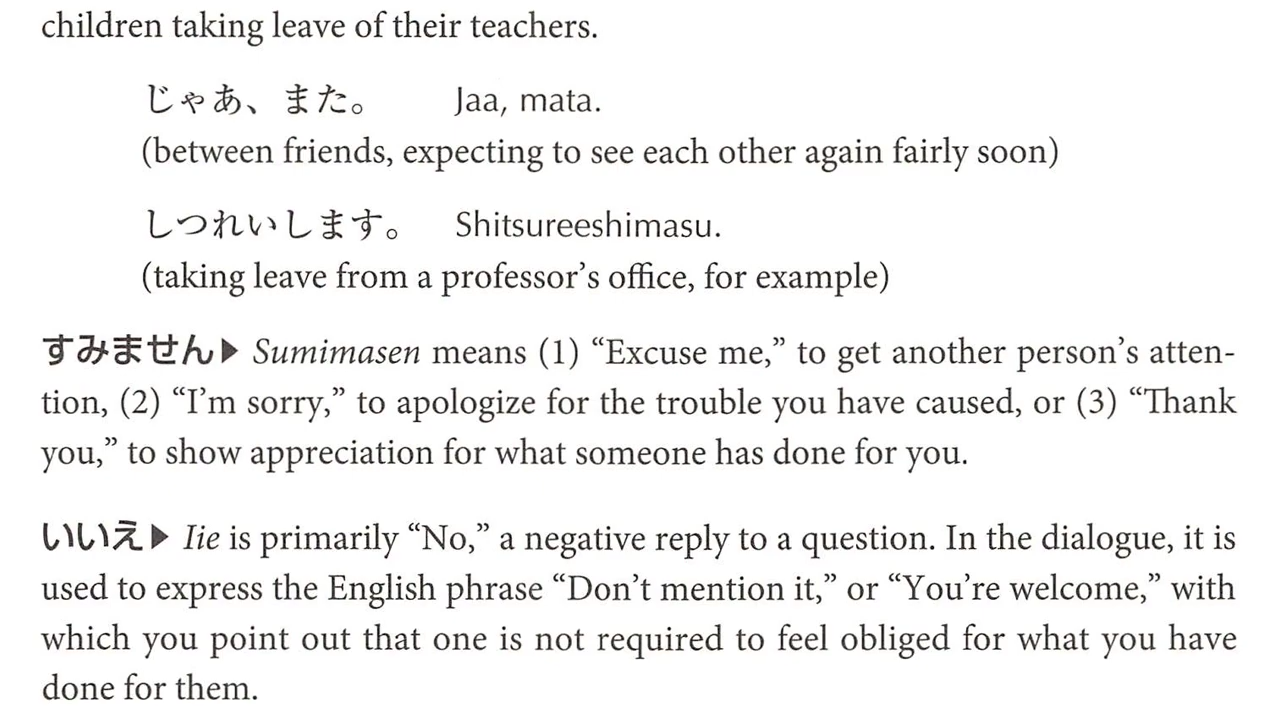 children taking leave of their teachers.
じゃあ、また。 Jaa, mata.
(between friends, expecting to see each other again fairly soon)
しつれいします。 Shitsureeshimasu.
(taking leave from a professor’s office, for example)
すみません▶ Sumimasen means (1) “Excuse me,” to get another person’s atten-
tion, (2) “I’m sorry,” to apologize for the trouble you have caused, or (3) “Thank
you,” to show appreciation for what someone has done for you.
いいえ▶ Iie is primarily “No,” a negative reply to a question. In the dialogue, it is
used to express the English phrase “Don’t mention it,” or “You’re welcome,” with
which you point out that one is not required to feel obliged for what you have
done for them.